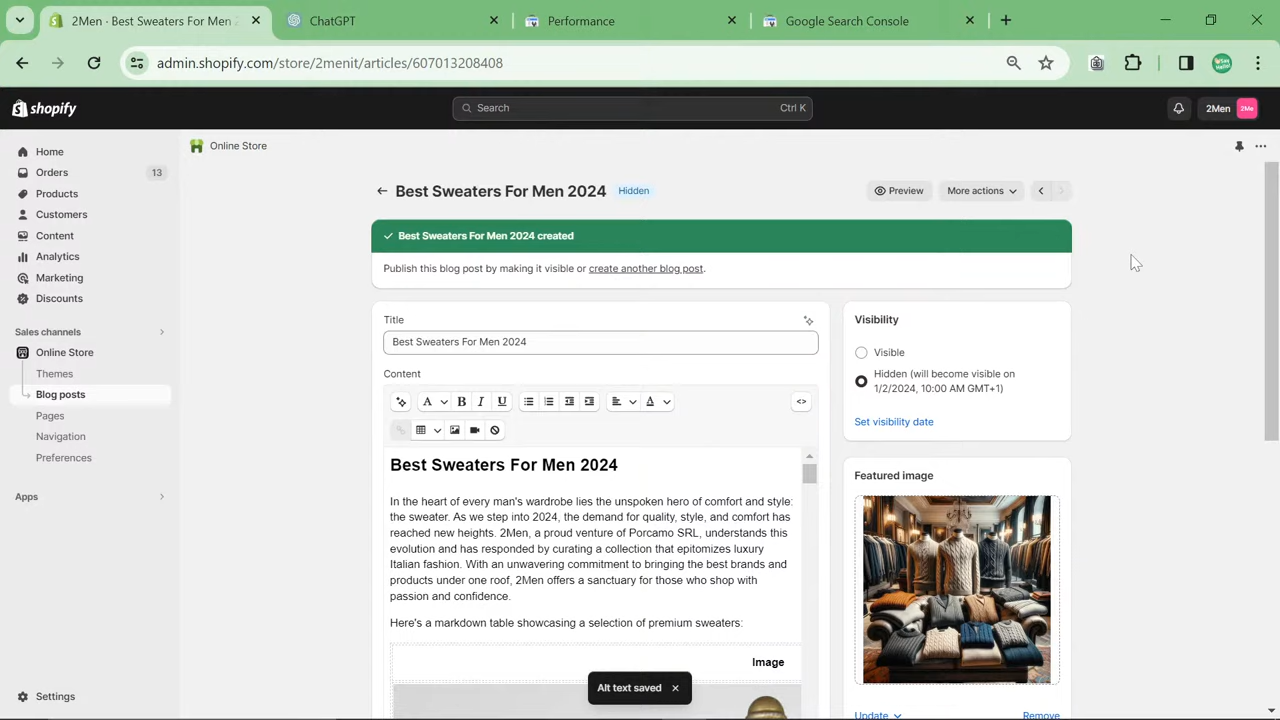 2Men - Best Sweaters For Men
ChatGPT
Performance
Google Search Console
admin.shopify.com/store/2menit/articles/607013208408
shopify
Search
Ctrl K
2Men
2Me
Home
Orders
13
Products
Customers
Content
Analytics
Marketing
Discounts
Sales channels
Online Store
Themes
Blog posts
Pages
Navigation
Preferences
Apps
Settings
Online Store
Best Sweaters For Men 2024
Hidden
Preview
More actions
Best Sweaters For Men 2024 created
Publish this blog post by making it visible or create another blog post.
Title
Best Sweaters For Men 2024
Content
A
B
I
U
A
<>
Best Sweaters For Men 2024
In the heart of every man's wardrobe lies the unspoken hero of comfort and style:
the sweater. As we step into 2024, the demand for quality, style, and comfort has
reached new heights. 2Men, a proud venture of Porcamo SRL, understands this
evolution and has responded by curating a collection that epitomizes luxury
Italian fashion. With an unwavering commitment to bringing the best brands and
products under one roof, 2Men offers a sanctuary for those who shop with
passion and confidence.
Here's a markdown table showcasing a selection of premium sweaters:
Image
Alt text saved
Visibility
Visible
Hidden (will become visible on
1/2/2024, 10:00 AM GMT+1)
Set visibility date
Featured image
Update
Remove